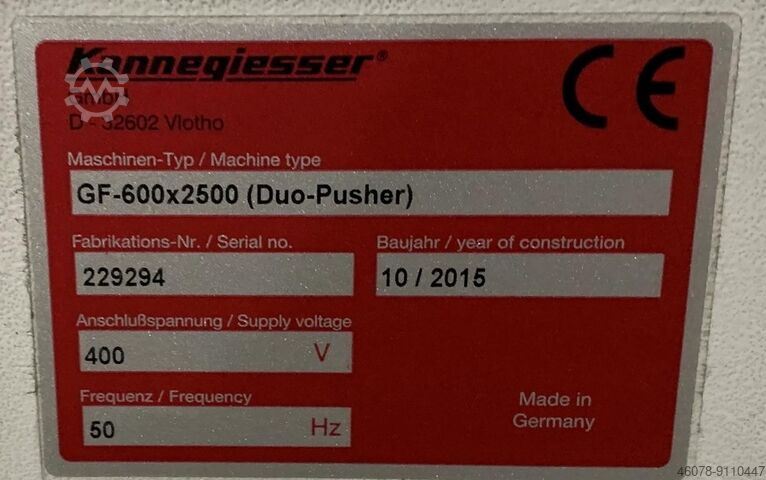 Kannegiesser®
GmbH
D - 32602 Vlotho
CE
Maschinen-Typ / Machine type
GF-600x2500 (Duo-Pusher)
Fabrikations-Nr. / Serial no.
Baujahr / year of construction
229294
10 / 2015
Anschlußspannung / Supply voltage
400 V
Frequenz / Frequency
50 Hz
Made in
Germany
46078-9110447